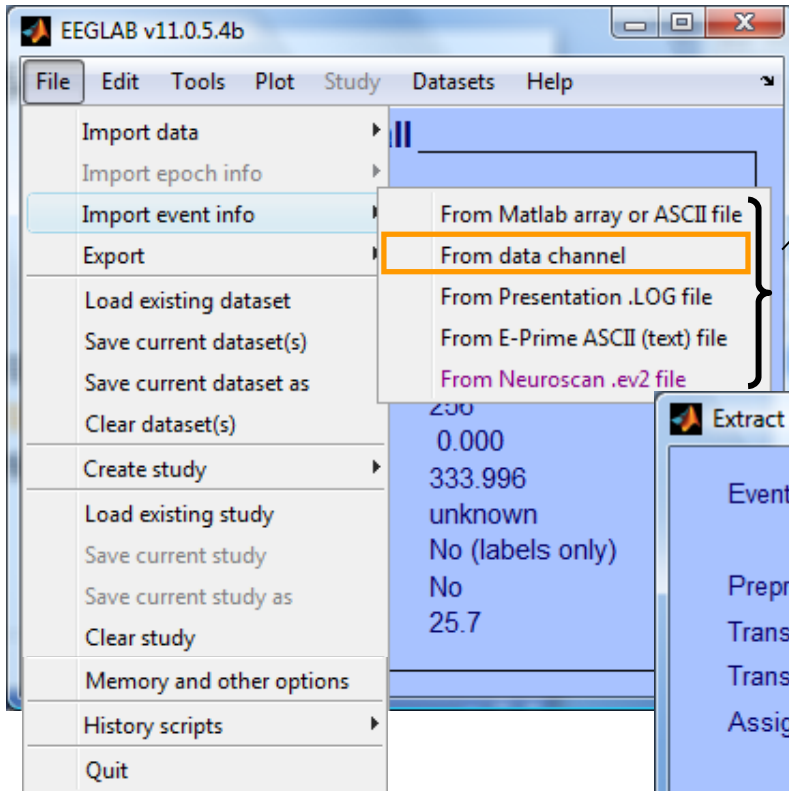 EEGLAB v11.0.5.4b
File Edit Tools Plot Study Datasets Help
Import data
Import epoch info
Import event info
Export
Load existing dataset
Save current dataset(s)
Save current dataset as
Clear dataset(s)
Create study
Load existing study
Save current study
Save current study as
Clear study
Memory and other options
History scripts
Quit
From Matlab array or ASCII file
From data channel
From Presentation .LOG file
From E-Prime ASCII (text) file
From Neuroscan .ev2 file
256
0.000
333.996
unknown
No (labels only)
No
25.7
Extract
Event
Prepr
Trans
Trans
Assig